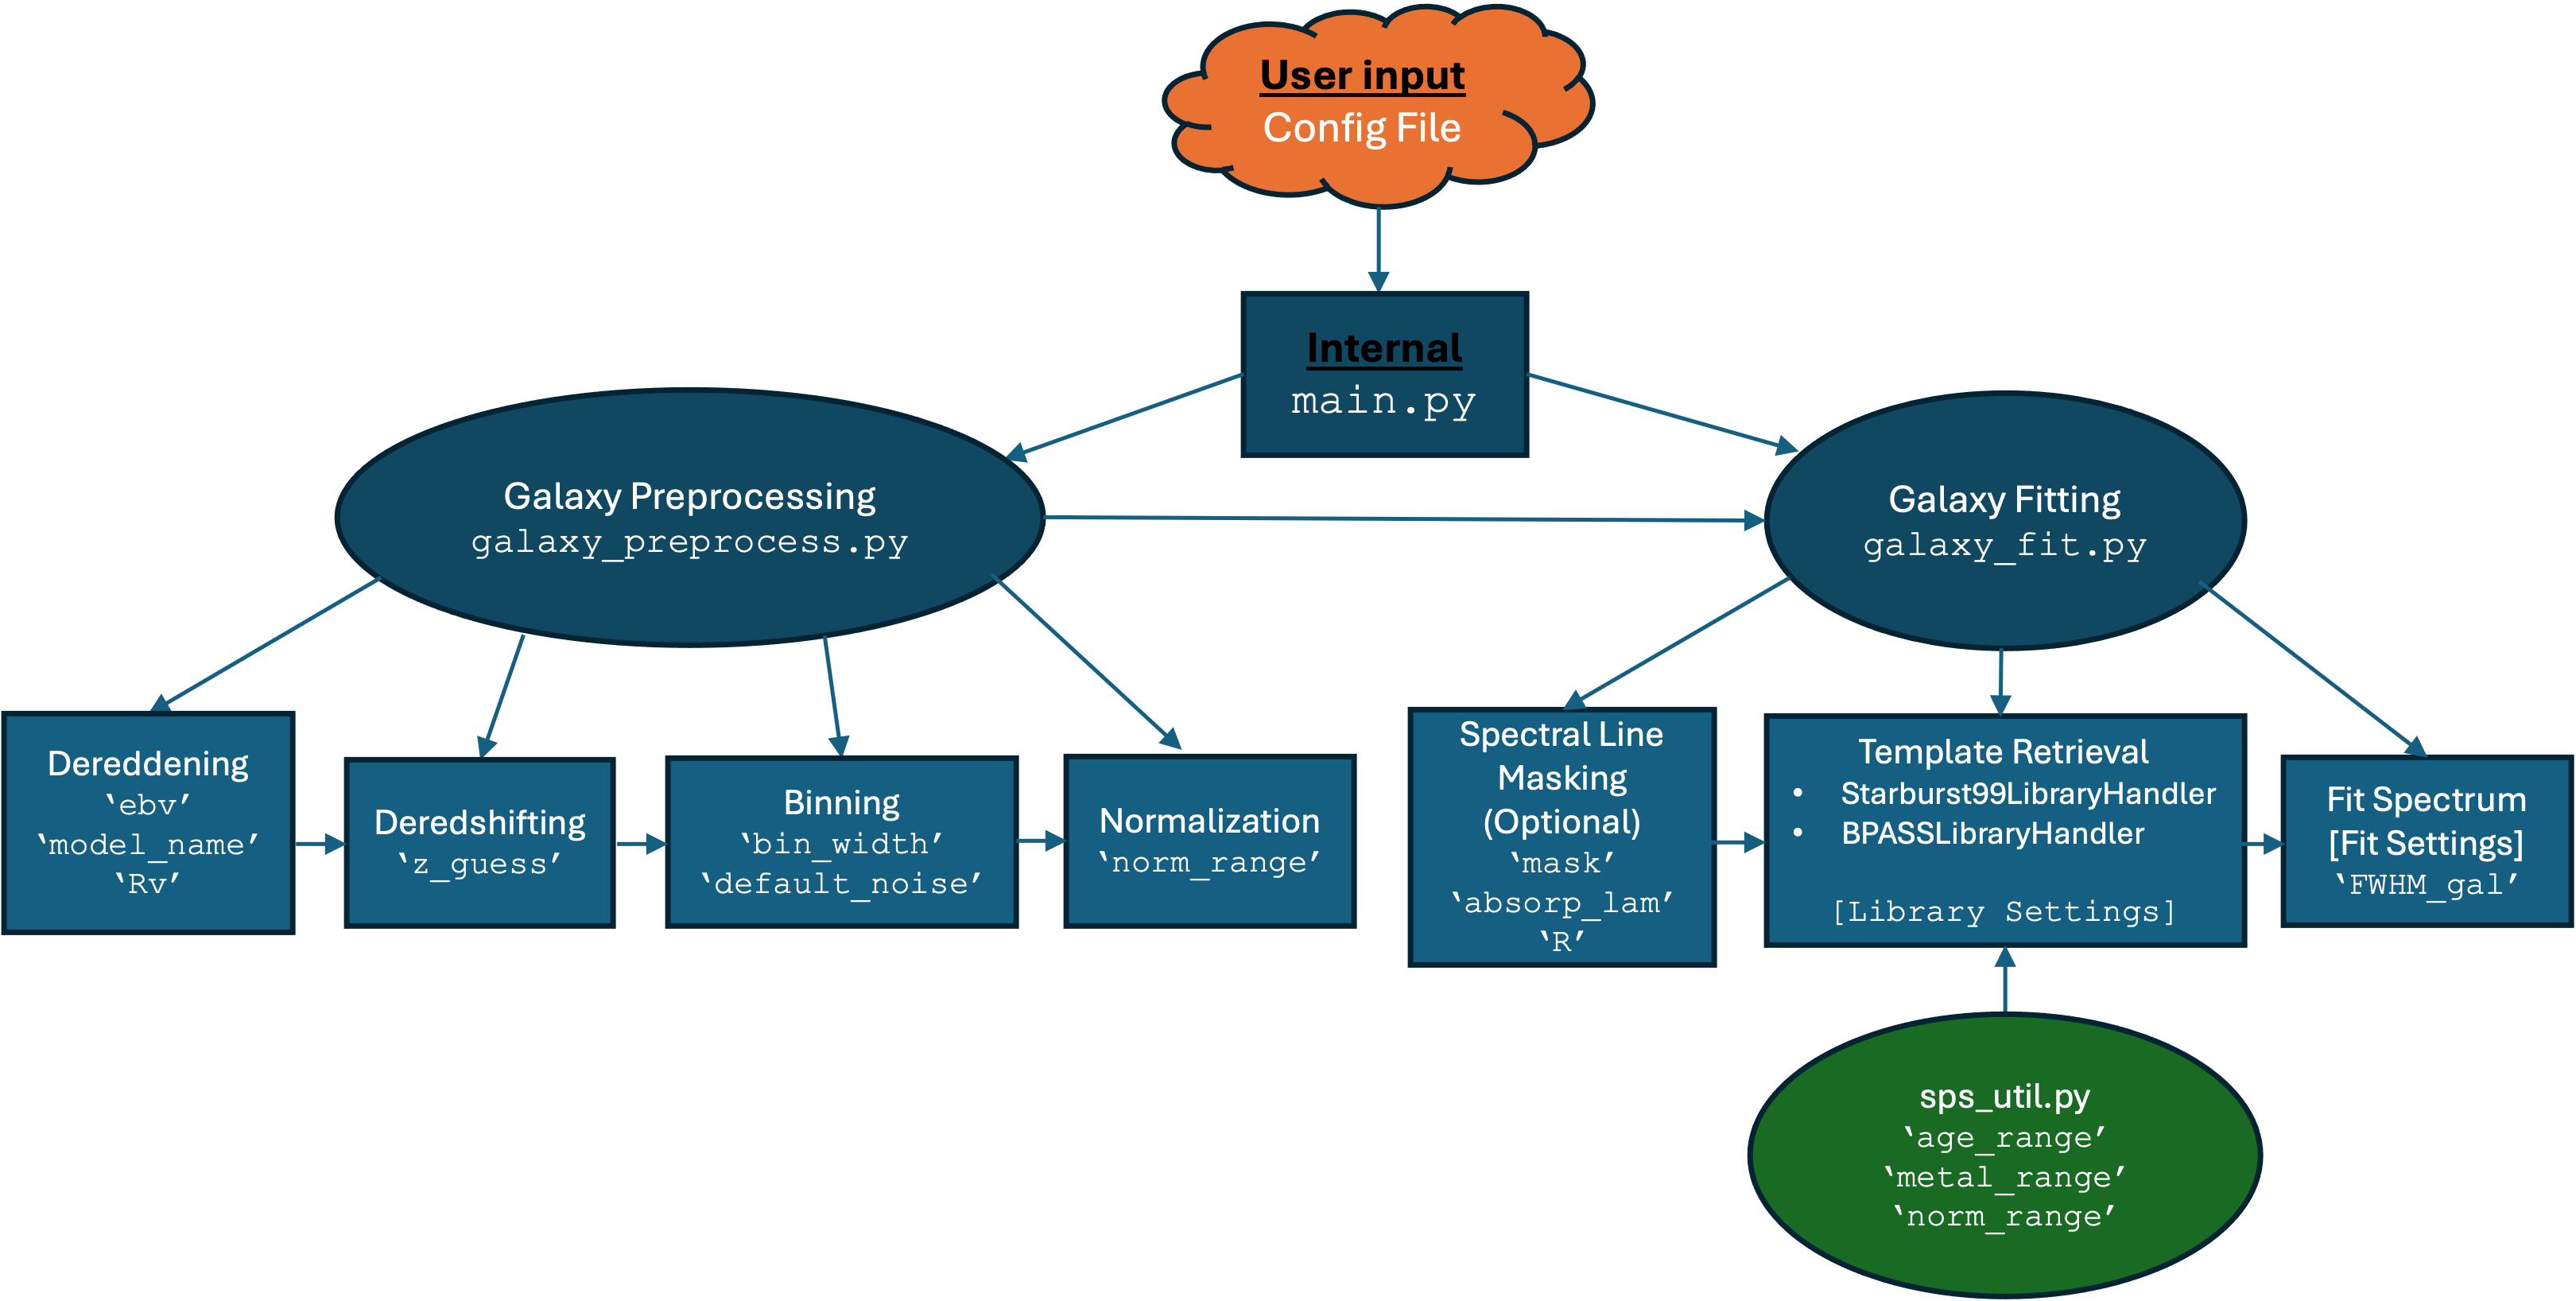 User input
Config File
Internal
main.py
Galaxy Preprocessing
galaxy_preprocess.py
Galaxy Fitting
galaxy_fit.py
Dereddening
‘ebv’
‘model_name’
‘Rv’
Deredshifting
‘z_guess’
Binning
‘bin_width’
‘default_noise’
Normalization
‘norm_range’
Spectral Line
Masking
(Optional)
‘mask’
‘absorp_lam’
‘R’
Template Retrieval
• Starburst99LibraryHandler
• BPASSLibraryHandler
[Library Settings]
Fit Spectrum
[Fit Settings]
‘FWHM_gal’
sps_util.py
‘age_range’
‘metal_range’
‘norm_range’